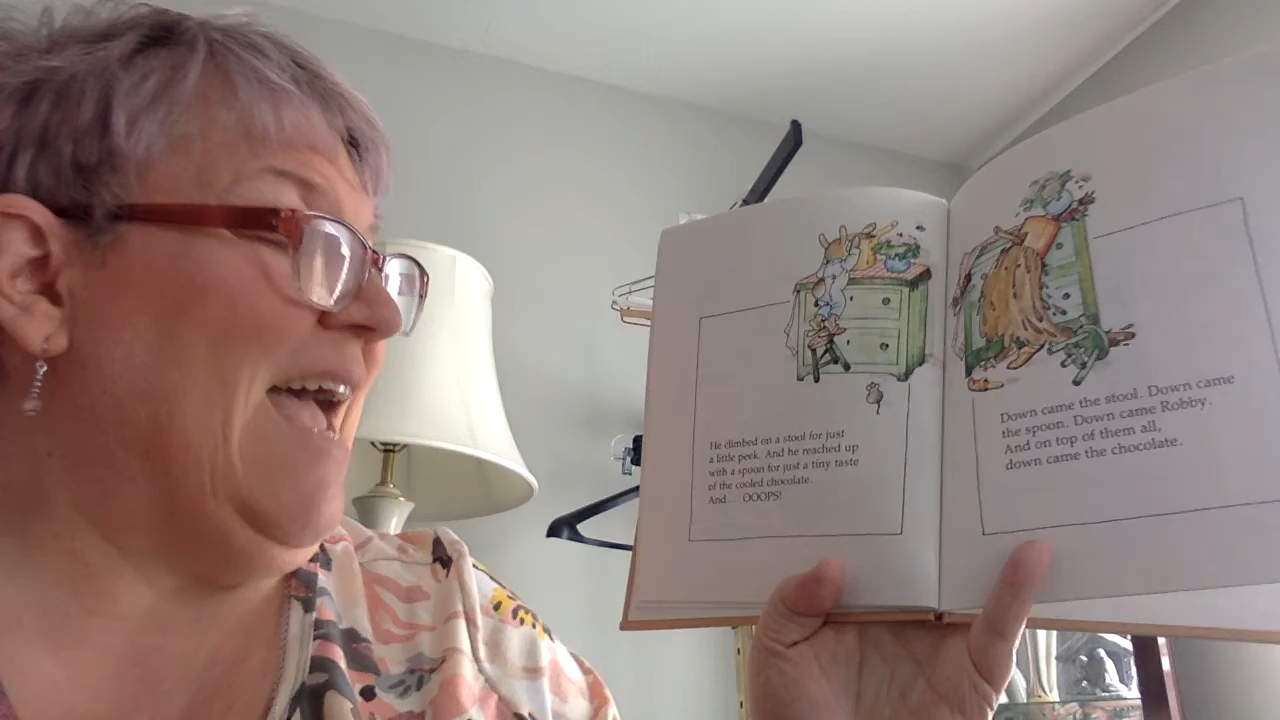 He climbed on a stool for just
a little peek. And he reached up
with a spoon for just a tiny taste
of the cooled chocolate.
And... OOOPS!
Down came the stool. Down came
the spoon. Down came Robby.
And on top of them all,
down came the chocolate.